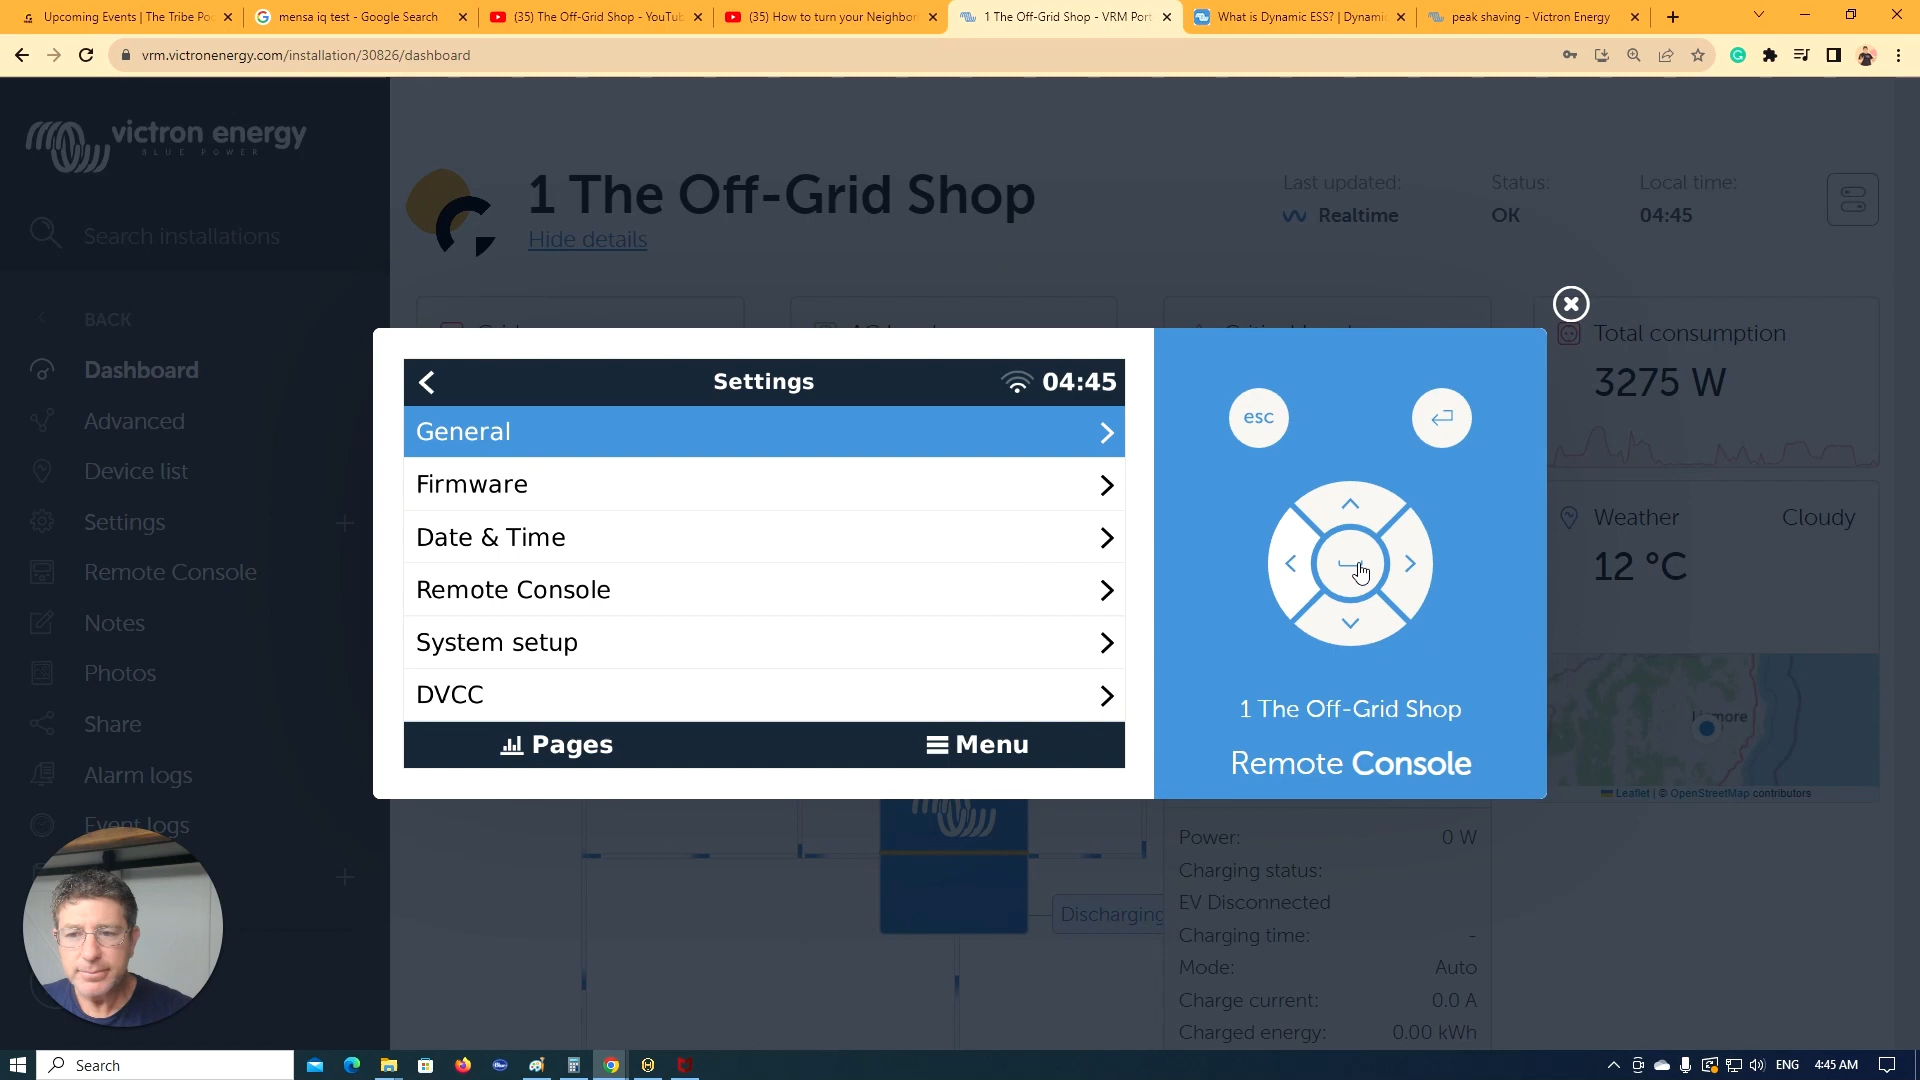 Upcoming Events | The Tribe Po
mensa iq test - Google Search
(35) The Off-Grid Shop - YouTub
(35) How to turn your Neighbor
1 The Off-Grid Shop - VRM Port
What is Dynamic ESS? | Dynamic
peak shaving - Victron Energy
vrm.victronenergy.com/installation/30826/dashboard
victron energy
BLUE POWER
Search installations
BACK
Dashboard
Advanced
Device list
Settings
Remote Console
Notes
Photos
Share
Alarm logs
Event logs
1 The Off-Grid Shop
Hide details
Last updated:
Realtime
Status:
OK
Local time:
04:45
Total consumption
3275 W
Weather
Cloudy
12 °C
Leaflet | © OpenStreetMap contributors
Settings
04:45
General
Firmware
Date & Time
Remote Console
System setup
DVCC
Pages
Menu
esc
1 The Off-Grid Shop
Remote Console
Discharging
Power: 0 W
Charging status:
EV Disconnected
Charging time: -
Mode: Auto
Charge current: 0.0 A
Charged energy: 0.00 kWh
Search
ENG
4:45 AM